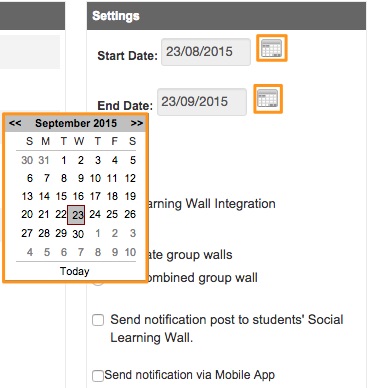 Settings
Start Date: 23/08/2015
End Date: 23/09/2015
<< September 2015 >>
S M T W T F S
30 31 1 2 3 4 5
6 7 8 9 10 11 12
13 14 15 16 17 18 19
20 21 22 23 24 25 26
27 28 29 30 1 2 3
4 5 6 7 8 9 10
Today
arning Wall Integration
ate group walls
ombined group wall
Send notification post to students' Social
Learning Wall.
Send notification via Mobile App